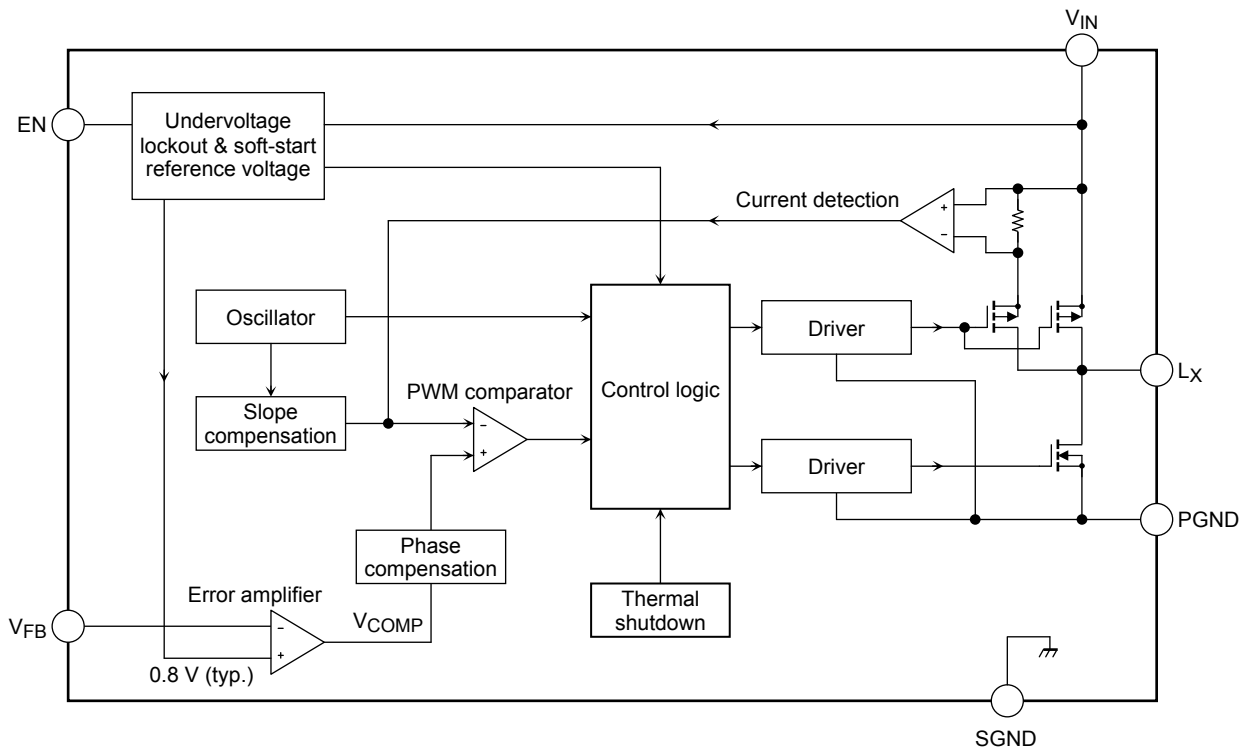 VIN
EN
Undervoltage
lockout & soft-start
reference voltage
Current detection
+
−
Oscillator
Driver
Control logic
LX
PWM comparator
Slope
compensation
−
+
Driver
PGND
Phase
compensation
Error amplifier
Thermal
shutdown
VFB
−
+
VCOMP
0.8 V (typ.)
SGND